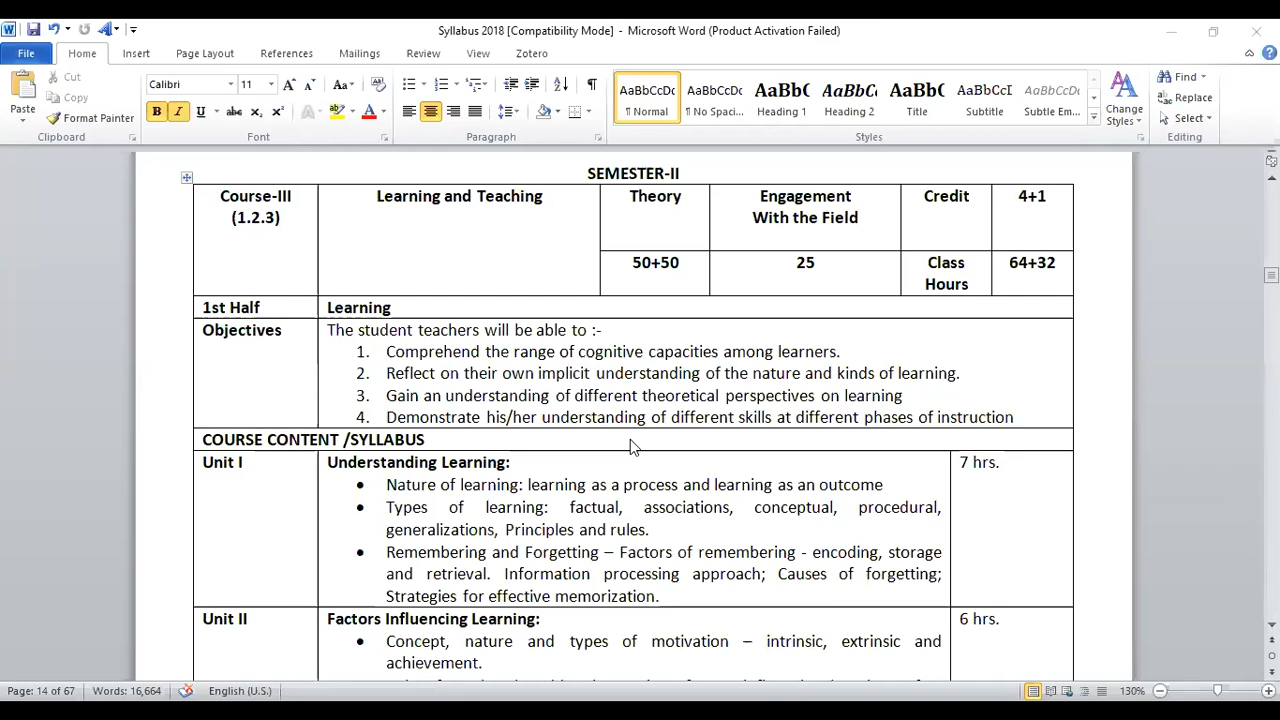 Syllabus 2018 [Compatibility Mode] - Microsoft Word (Product Activation Failed)
File Home Insert Page Layout References Mailings Review View Zotero
Paste
Cut
Copy
Format Painter
Clipboard
Calibri 11
Font
Paragraph
AaBbCcDc AaBbCcDc AaBbC AaBbCc AaBbC AaBbCcI AaBbCcDc
¶ Normal ¶ No Spaci... Heading 1 Heading 2 Title Subtitle Subtle Em...
Change Styles
Styles
Find
Replace
Select
Editing
SEMESTER-II
Course-III
(1.2.3)
Learning and Teaching
Theory
Engagement
With the Field
Credit
4+1
50+50
25
Class
Hours
64+32
1st Half Learning
Objectives The student teachers will be able to :-
1. Comprehend the range of cognitive capacities among learners.
2. Reflect on their own implicit understanding of the nature and kinds of learning.
3. Gain an understanding of different theoretical perspectives on learning
4. Demonstrate his/her understanding of different skills at different phases of instruction
COURSE CONTENT /SYLLABUS
Unit I Understanding Learning: 7 hrs.
• Nature of learning: learning as a process and learning as an outcome
• Types of learning: factual, associations, conceptual, procedural,
generalizations, Principles and rules.
• Remembering and Forgetting – Factors of remembering - encoding, storage
and retrieval. Information processing approach; Causes of forgetting;
Strategies for effective memorization.
Unit II Factors Influencing Learning: 6 hrs.
• Concept, nature and types of motivation – intrinsic, extrinsic and
achievement.
Page: 14 of 67 Words: 16,664 English (U.S.) 130%